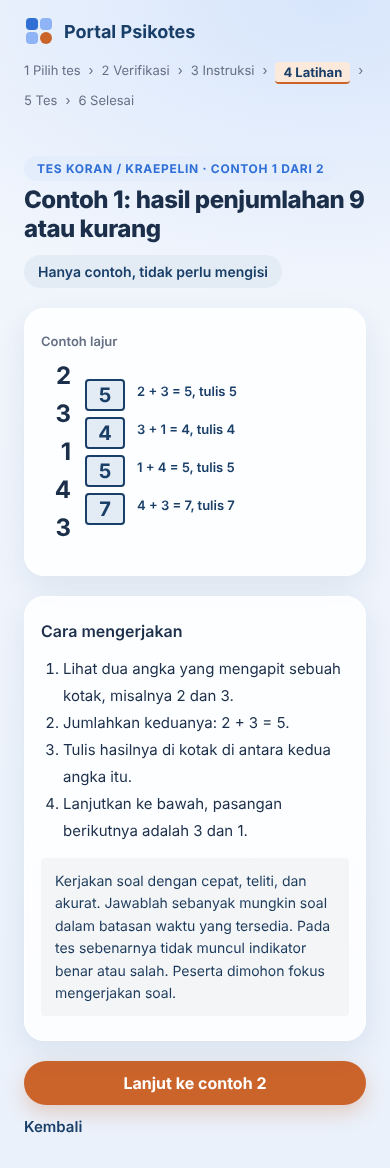 Portal Psikotes
1 Pilih tes › 2 Verifikasi › 3 Instruksi › 4 Latihan ›
5 Tes › 6 Selesai
TES KORAN / KRAEPELIN · CONTOH 1 DARI 2
Contoh 1: hasil penjumlahan 9
atau kurang
Hanya contoh, tidak perlu mengisi
Contoh lajur
2
5 2 + 3 = 5, tulis 5
3
4 3 + 1 = 4, tulis 4
1
5 1 + 4 = 5, tulis 5
4
7 4 + 3 = 7, tulis 7
3
Cara mengerjakan
1. Lihat dua angka yang mengapit sebuah
kotak, misalnya 2 dan 3.
2. Jumlahkan keduanya: 2 + 3 = 5.
3. Tulis hasilnya di kotak di antara kedua
angka itu.
4. Lanjutkan ke bawah, pasangan
berikutnya adalah 3 dan 1.
Kerjakan soal dengan cepat, teliti, dan
akurat. Jawablah sebanyak mungkin soal
dalam batasan waktu yang tersedia. Pada
tes sebenarnya tidak muncul indikator
benar atau salah. Peserta dimohon fokus
mengerjakan soal.
Lanjut ke contoh 2
Kembali